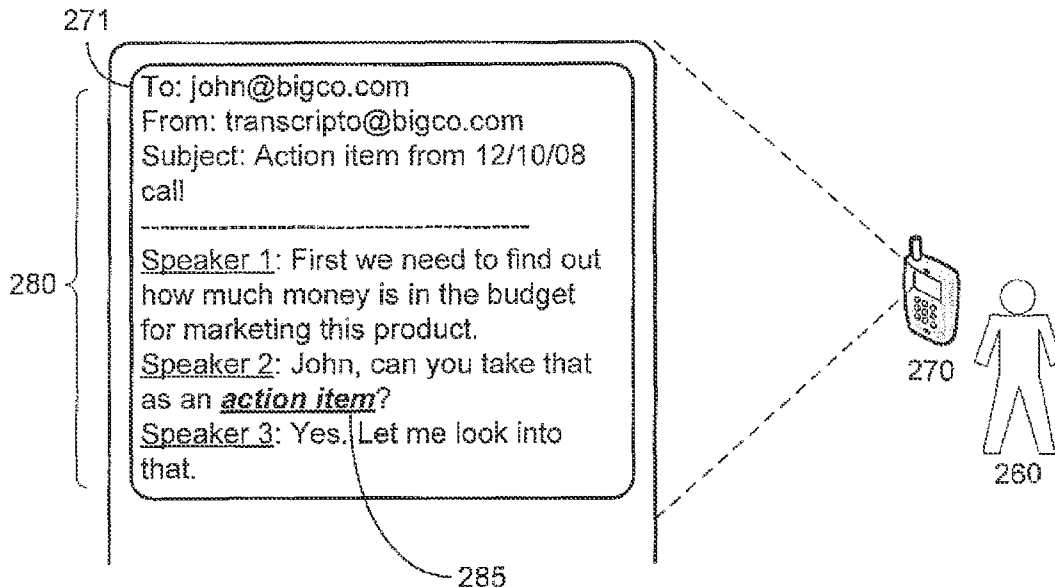 271
To: john@bigco.com
From: transcripto@bigco.com
Subject: Action item from 12/10/08
call
Speaker 1: First we need to find out
how much money is in the budget
for marketing this product.
Speaker 2: John, can you take that
as an action item?
Speaker 3: Yes. Let me look into
that.
280
270
260
285